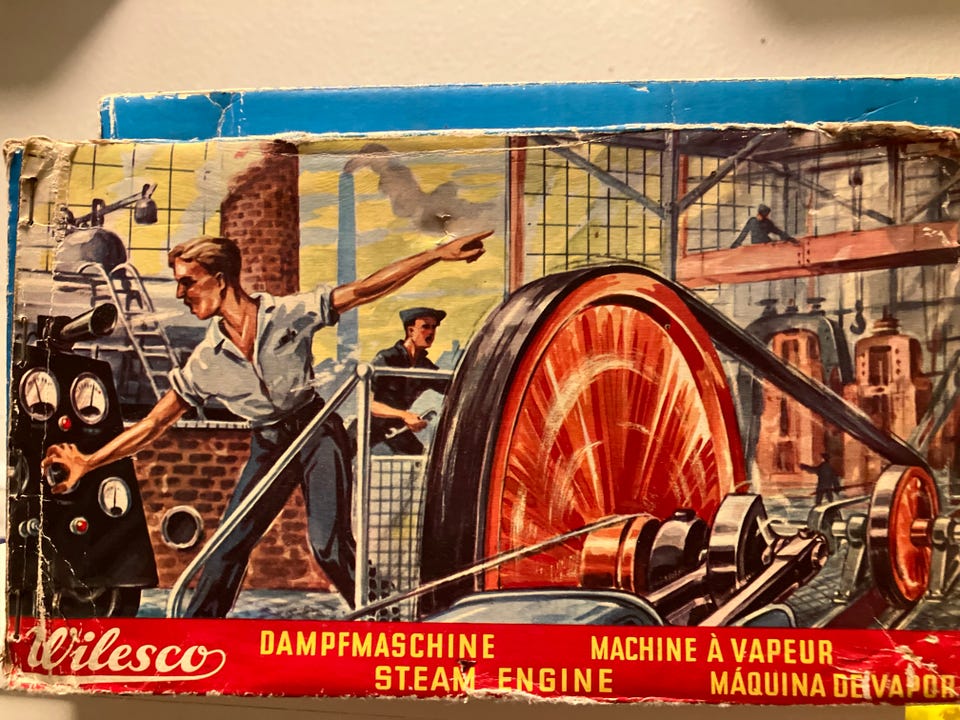 Wilesco
DAMPFMASCHINE MACHINE À VAPEUR
STEAM ENGINE MÁQUINA DE VAPOR